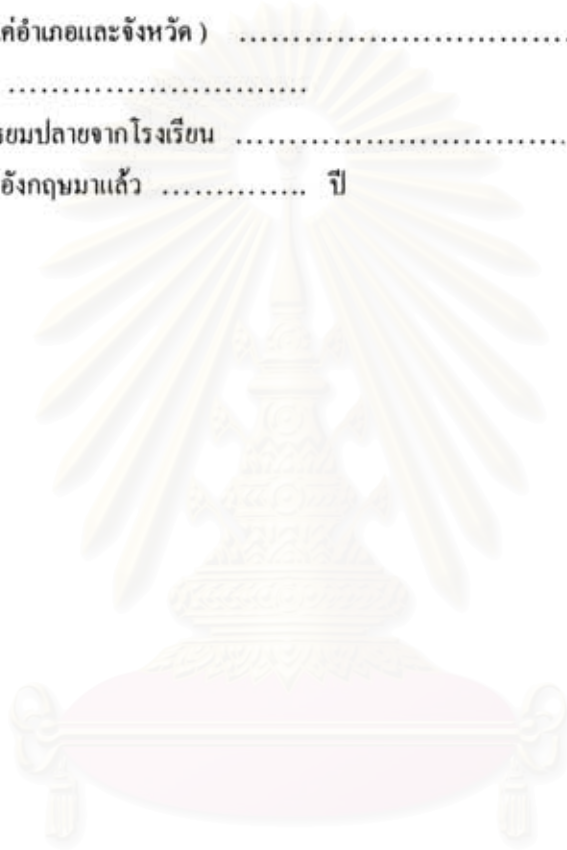 ค่อำเภอและจังหวัด ) ..................................
............................
ธยมปลายจากโรงเรียน ..................................
อังกฤษมาแล้ว .............. ปี